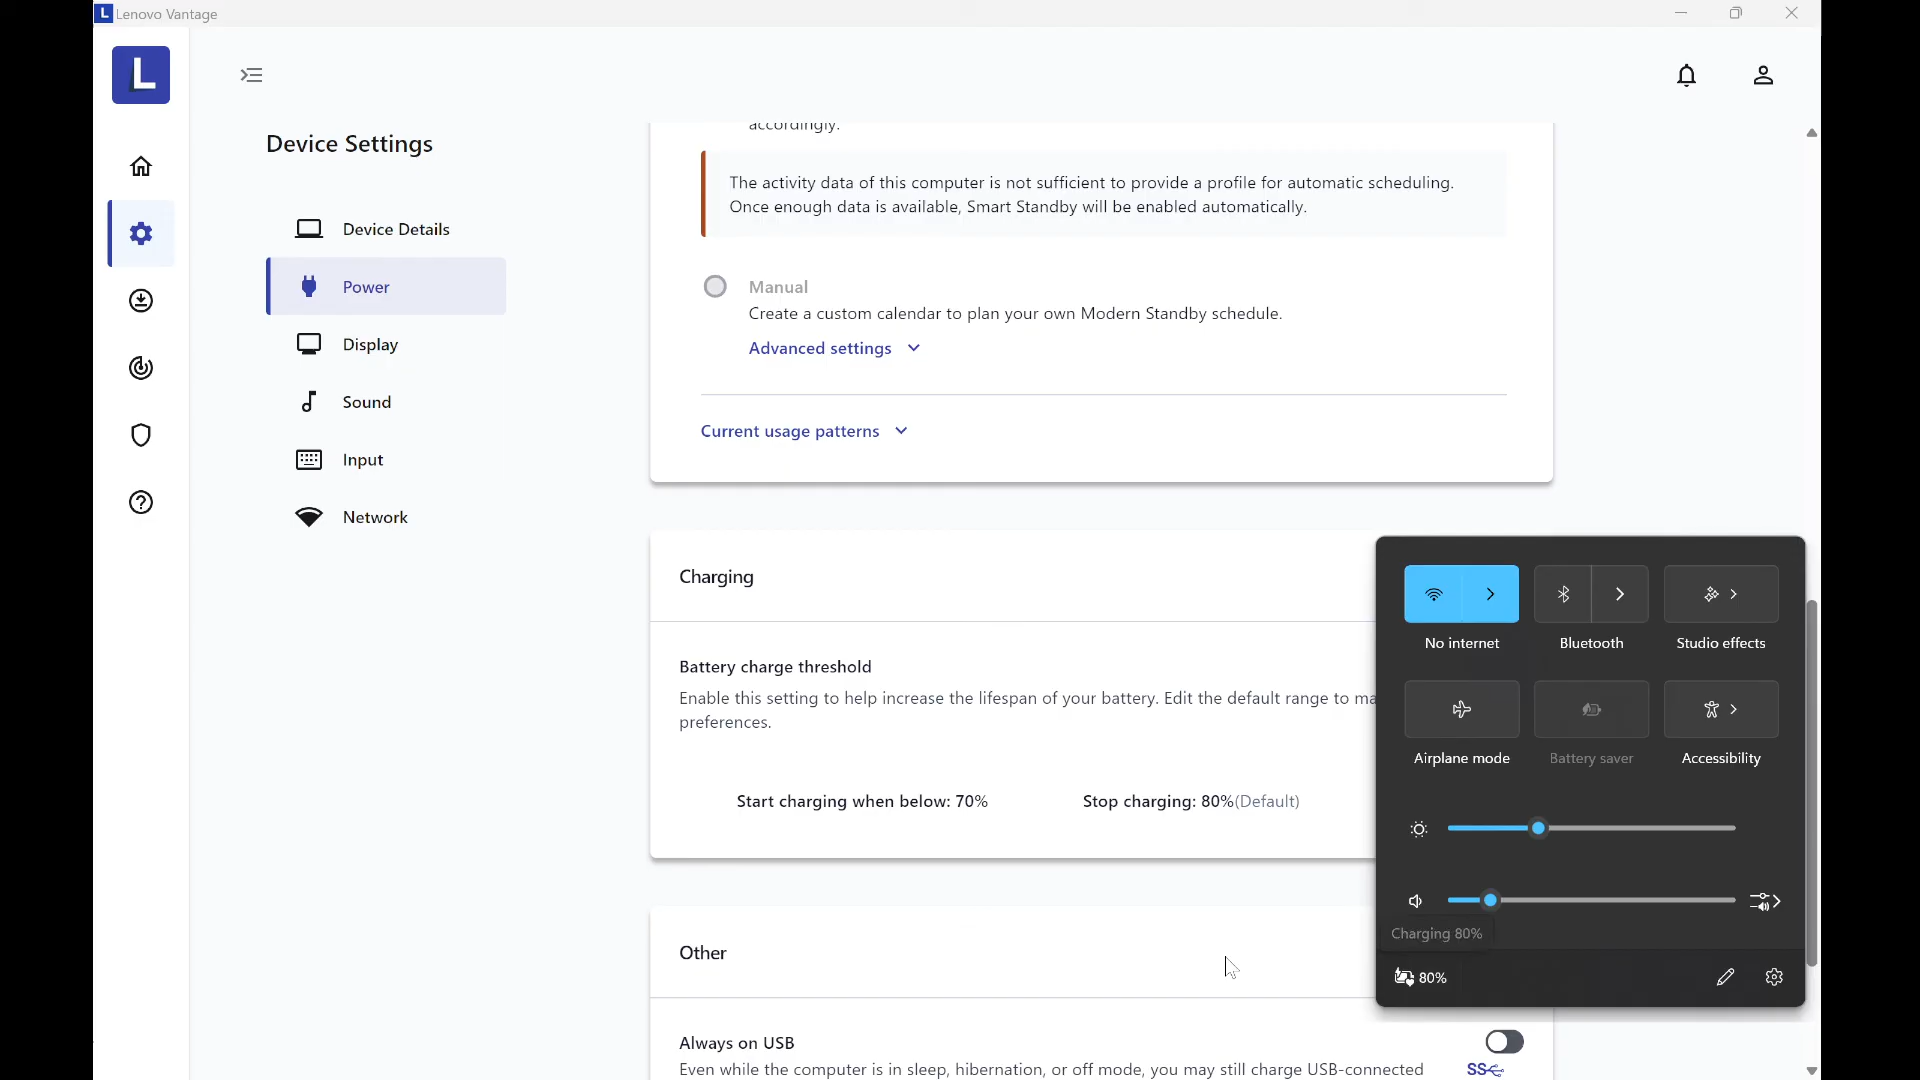 L Lenovo Vantage
L
Device Settings
Device Details
Power
Display
Sound
Input
Network
accordingly.
The activity data of this computer is not sufficient to provide a profile for automatic scheduling.
Once enough data is available, Smart Standby will be enabled automatically.
Manual
Create a custom calendar to plan your own Modern Standby schedule.
Advanced settings
Current usage patterns
Charging
Battery charge threshold
Enable this setting to help increase the lifespan of your battery. Edit the default range to
preferences.
Start charging when below: 70%
Stop charging: 80%(Default)
Other
Always on USB
Even while the computer is in sleep, hibernation, or off mode, you may still charge USB-connected
SS
No internet
Bluetooth
Studio effects
Airplane mode
Battery saver
Accessibility
Charging 80%
80%